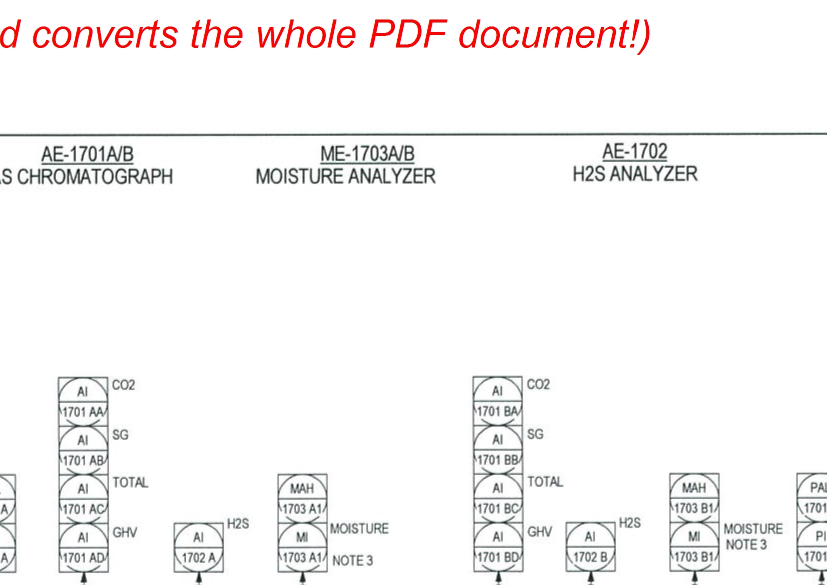 d converts the whole PDF document!)
AE-1701A/B
AS CHROMATOGRAPH
ME-1703A/B
MOISTURE ANALYZER
AE-1702
H2S ANALYZER
AI
1701 AA
CO2
AI
1701 AB
SG
AI
1701 AC
TOTAL
AI
1701 AD
GHV
AI
1702 A
H2S
MAH
1703 A1
MI
1703 A1
MOISTURE
NOTE 3
AI
1701 BA
CO2
AI
1701 BB
SG
AI
1701 BC
TOTAL
AI
1701 BD
GHV
AI
1702 B
H2S
MAH
1703 B1
MI
1703 B1
MOISTURE
NOTE 3
PAL
1701
PI
1701
A
A